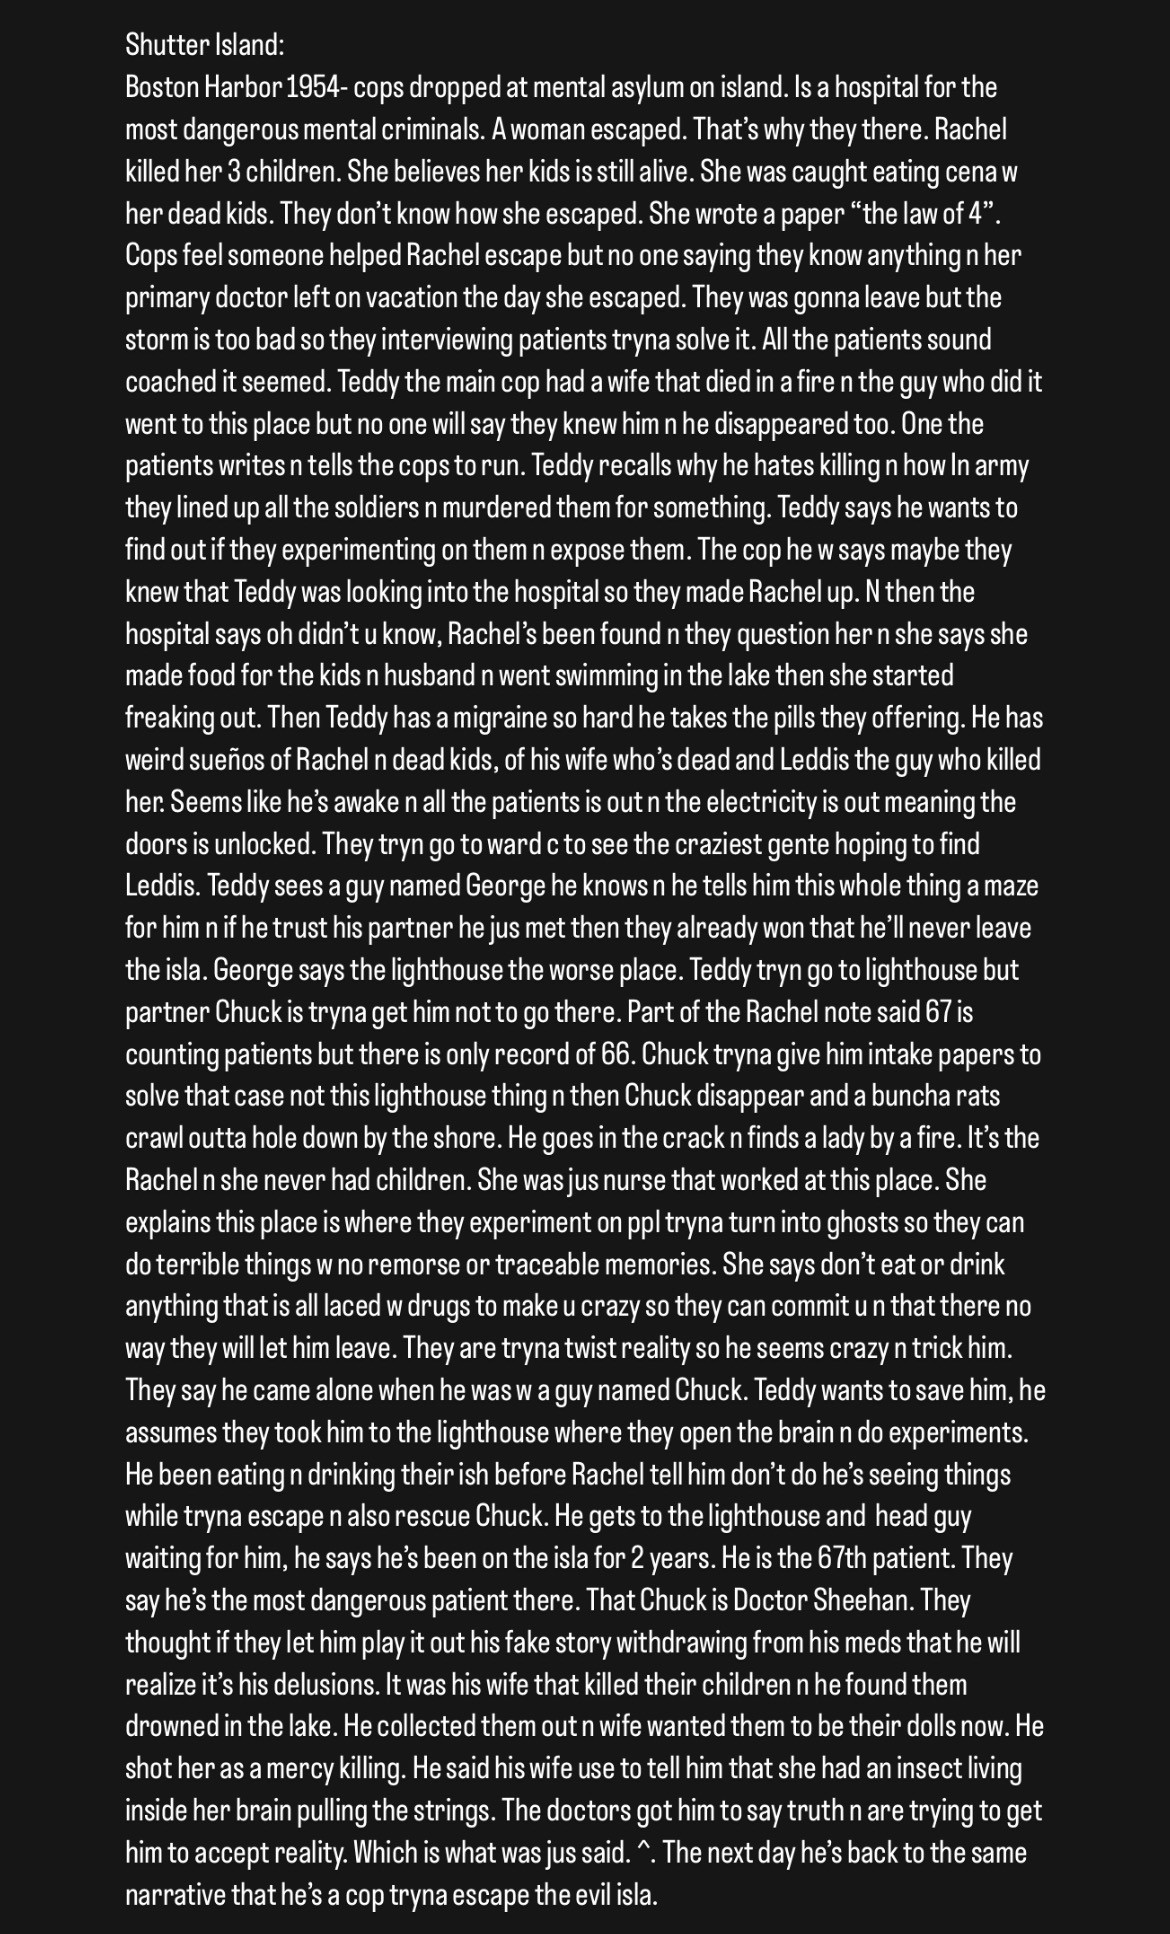 Shutter Island:
Boston Harbor 1954- cops dropped at mental asylum on island. Is a hospital for the
most dangerous mental criminals. A woman escaped. That’s why they there. Rachel
killed her 3 children. She believes her kids is still alive. She was caught eating cena w
her dead kids. They don’t know how she escaped. She wrote a paper “the law of 4”.
Cops feel someone helped Rachel escape but no one saying they know anything n her
primary doctor left on vacation the day she escaped. They was gonna leave but the
storm is too bad so they interviewing patients tryna solve it. All the patients sound
coached it seemed. Teddy the main cop had a wife that died in a fire n the guy who did it
went to this place but no one will say they knew him n he disappeared too. One the
patients writes n tells the cops to run. Teddy recalls why he hates killing n how In army
they lined up all the soldiers n murdered them for something. Teddy says he wants to
find out if they experimenting on them n expose them. The cop he w says maybe they
knew that Teddy was looking into the hospital so they made Rachel up. N then the
hospital says oh didn’t u know, Rachel’s been found n they question her n she says she
made food for the kids n husband n went swimming in the lake then she started
freaking out. Then Teddy has a migraine so hard he takes the pills they offering. He has
weird sueños of Rachel n dead kids, of his wife who’s dead and Leddis the guy who killed
her. Seems like he’s awake n all the patients is out n the electricity is out meaning the
doors is unlocked. They tryn go to ward c to see the craziest gente hoping to find
Leddis. Teddy sees a guy named George he knows n he tells him this whole thing a maze
for him n if he trust his partner he jus met then they already won that he’ll never leave
the isla. George says the lighthouse the worse place. Teddy tryn go to lighthouse but
partner Chuck is tryna get him not to go there. Part of the Rachel note said 67 is
counting patients but there is only record of 66. Chuck tryna give him intake papers to
solve that case not this lighthouse thing n then Chuck disappear and a buncha rats
crawl outta hole down by the shore. He goes in the crack n finds a lady by a fire. It’s the
Rachel n she never had children. She was jus nurse that worked at this place. She
explains this place is where they experiment on ppl tryna turn into ghosts so they can
do terrible things w no remorse or traceable memories. She says don’t eat or drink
anything that is all laced w drugs to make u crazy so they can commit u n that there no
way they will let him leave. They are tryna twist reality so he seems crazy n trick him.
They say he came alone when he was w a guy named Chuck. Teddy wants to save him, he
assumes they took him to the lighthouse where they open the brain n do experiments.
He been eating n drinking their ish before Rachel tell him don’t do he’s seeing things
while tryna escape n also rescue Chuck. He gets to the lighthouse and  head guy
waiting for him, he says he’s been on the isla for 2 years. He is the 67th patient. They
say he’s the most dangerous patient there. That Chuck is Doctor Sheehan. They
thought if they let him play it out his fake story withdrawing from his meds that he will
realize it’s his delusions. It was his wife that killed their children n he found them
drowned in the lake. He collected them out n wife wanted them to be their dolls now. He
shot her as a mercy killing. He said his wife use to tell him that she had an insect living
inside her brain pulling the strings. The doctors got him to say truth n are trying to get
him to accept reality. Which is what was jus said. ^. The next day he’s back to the same
narrative that he’s a cop tryna escape the evil isla.